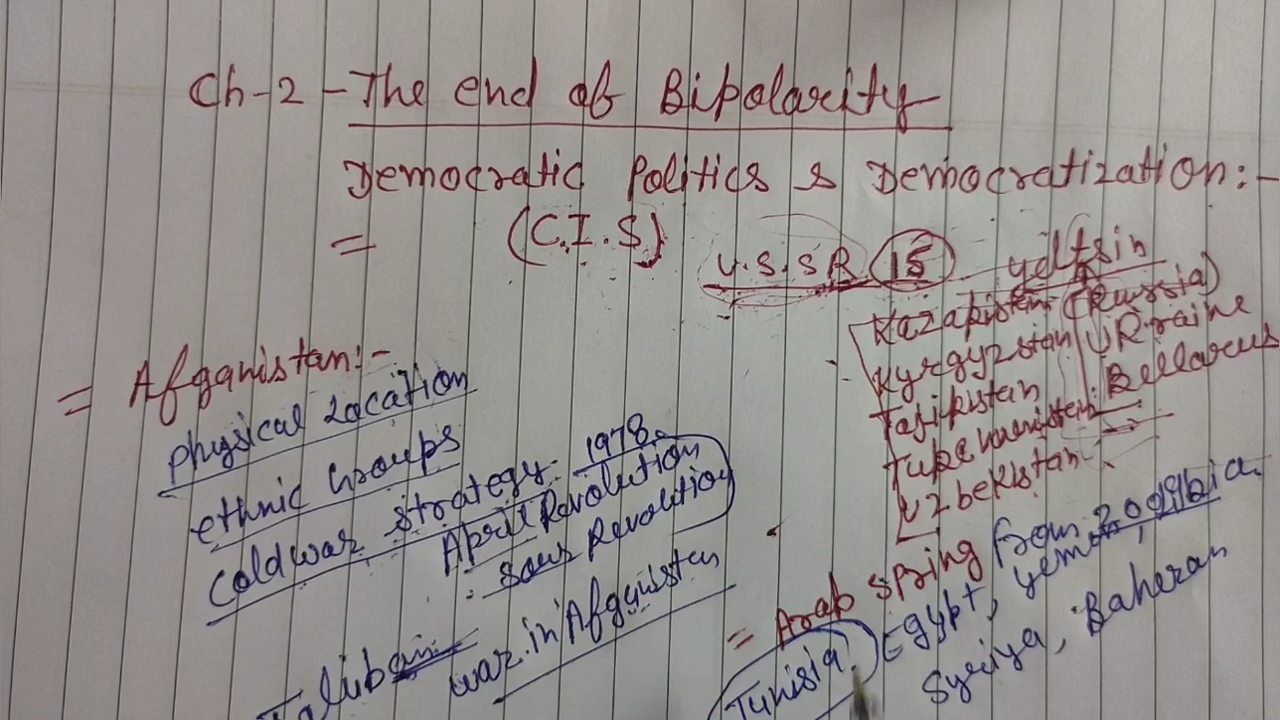 Ch-2-The end of Bipolarity
Democratic Politics & Democratization:-
= (C.I.S)
U.S.S.R (15) yeltsin
Kazakistan (Russia)
Kyrgyzstan UKraine
Tajikistan Bellarus
Turkmenistan
Uzbekistan
= Afganistan:-
physical Location
ethnic Groups
coldwar strategy 1978
April Revolution
Saur Revolution
war in Afganistan
Taliban
= Arab spring from
Tunisia, Egypt, yemen, Libia
Syriya, Baheran